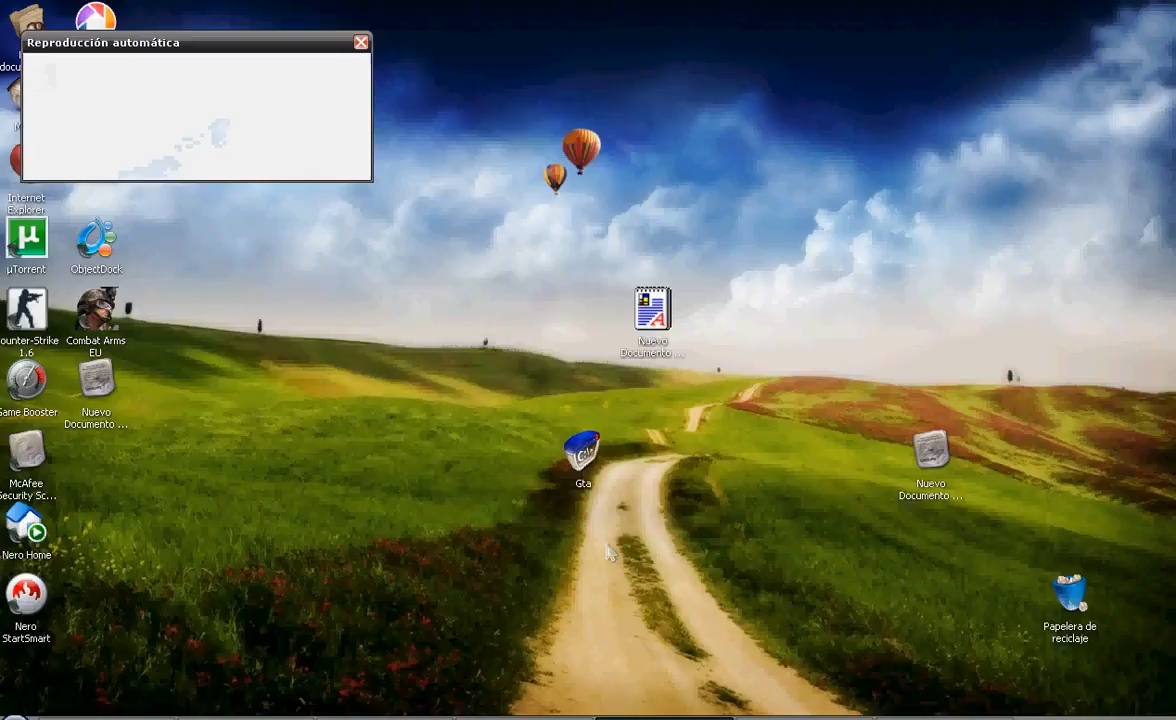 Reproducción automática
docu
Internet
Explorer
µTorrent
ObjectDock
ounter-Strike
1.6
Combat Arms
EU
Game Booster
Nuevo
Documento ...
McAfee
Security Sc...
Nero Home
Nero
StartSmart
Nuevo
Documento ...
Gta
Nuevo
Documento ...
Papelera de
reciclaje